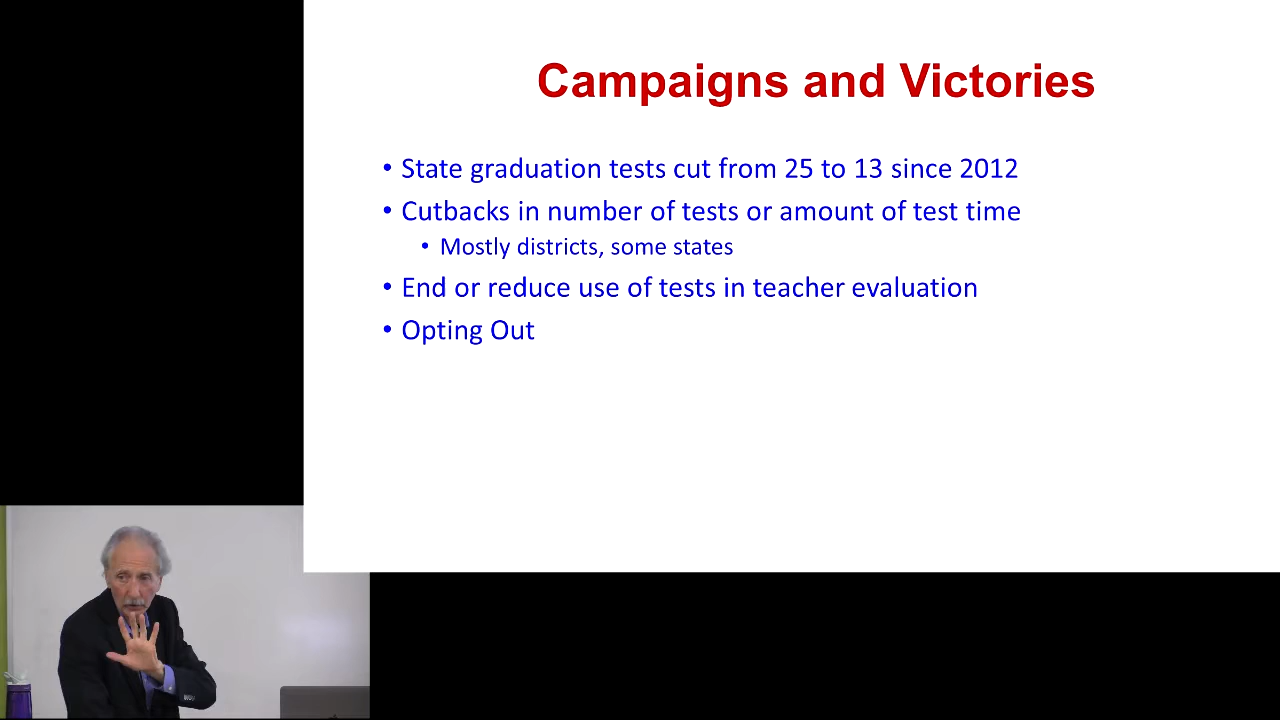 Campaigns and Victories
• State graduation tests cut from 25 to 13 since 2012
• Cutbacks in number of tests or amount of test time
• Mostly districts, some states
• End or reduce use of tests in teacher evaluation
• Opting Out